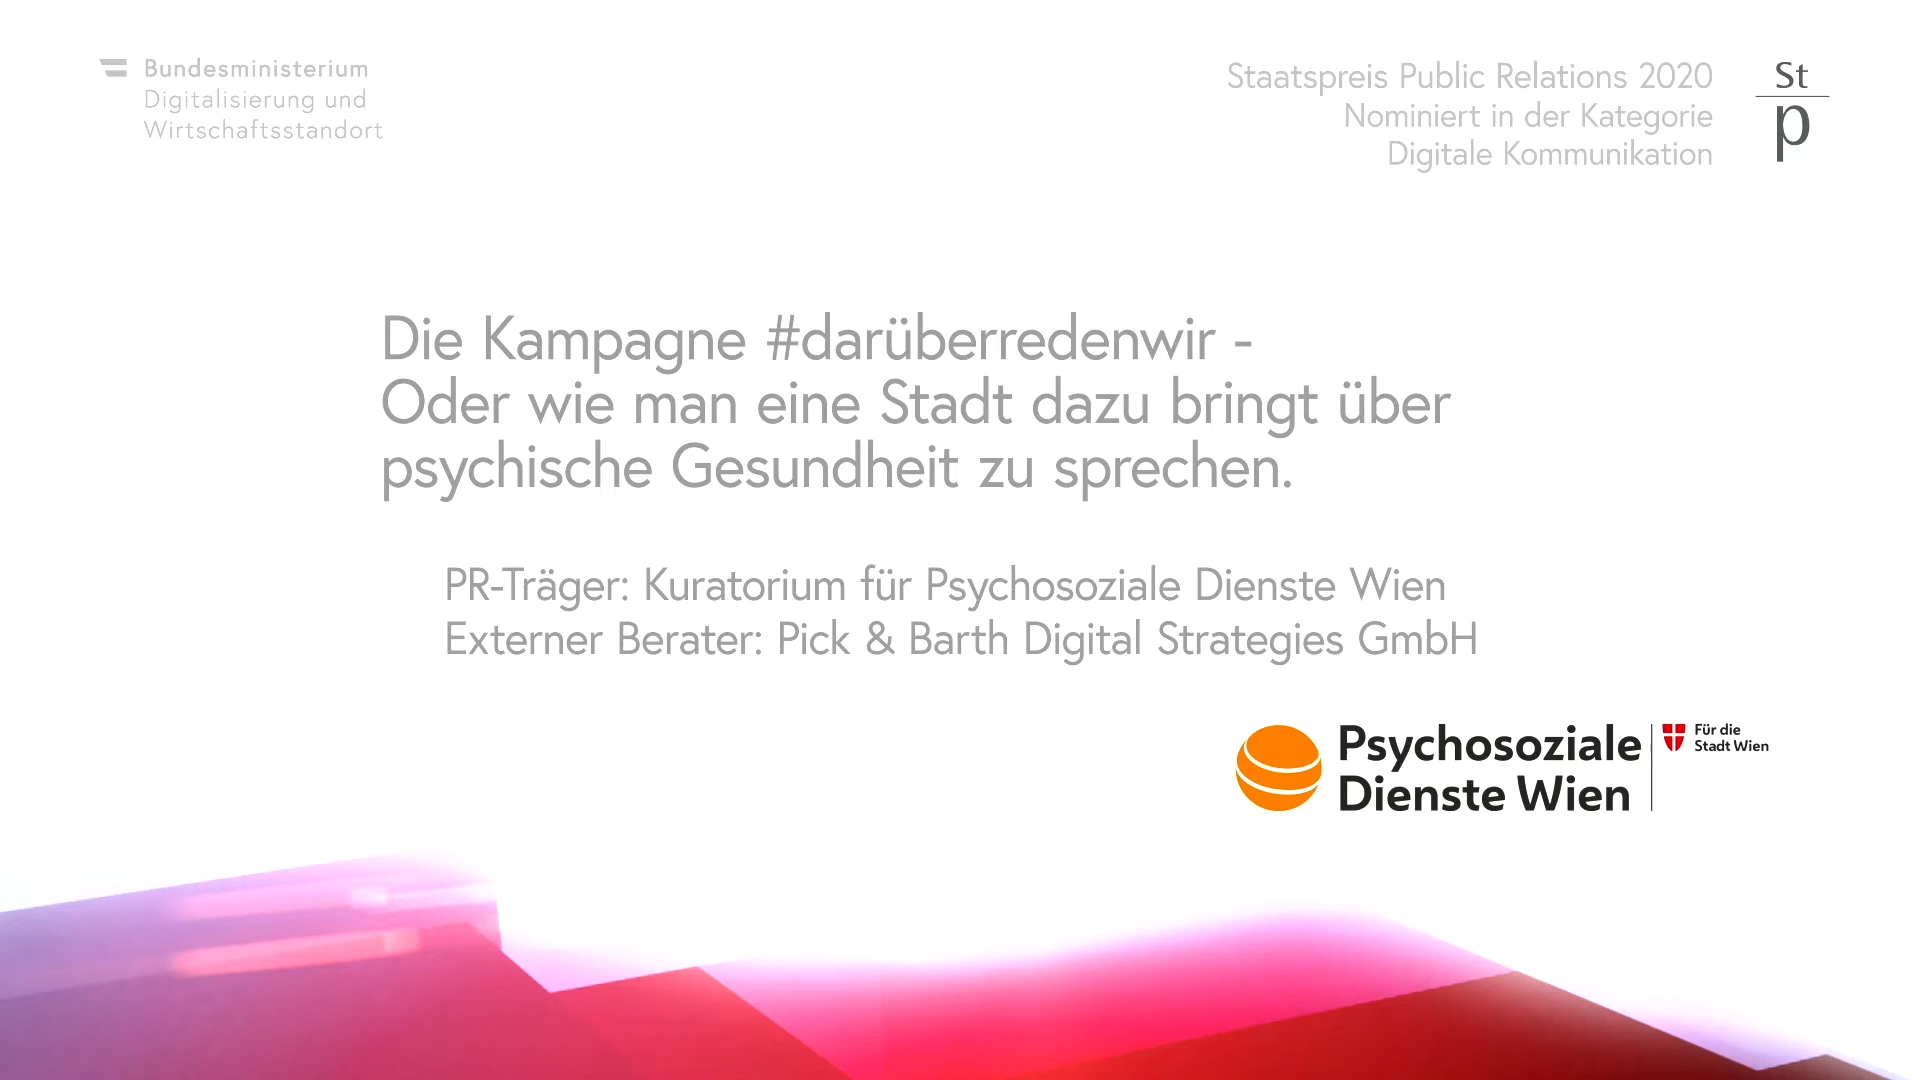 Bundesministerium
Digitalisierung und
Wirtschaftsstandort
Staatspreis Public Relations 2020
Nominiert in der Kategorie
Digitale Kommunikation
St
p
Die Kampagne #darüberredenwir -
Oder wie man eine Stadt dazu bringt über
psychische Gesundheit zu sprechen.
PR-Träger: Kuratorium für Psychosoziale Dienste Wien
Externer Berater: Pick & Barth Digital Strategies GmbH
Psychosoziale
Dienste Wien
Für die
Stadt Wien